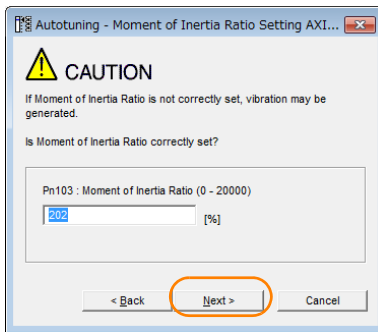 Autotuning - Moment of Inertia Ratio Setting AXI...
CAUTION
If Moment of Inertia Ratio is not correctly set, vibration may be
generated.
Is Moment of Inertia Ratio correctly set?
Pn103 : Moment of Inertia Ratio (0 - 20000)
202 [%]
< Back Next > Cancel